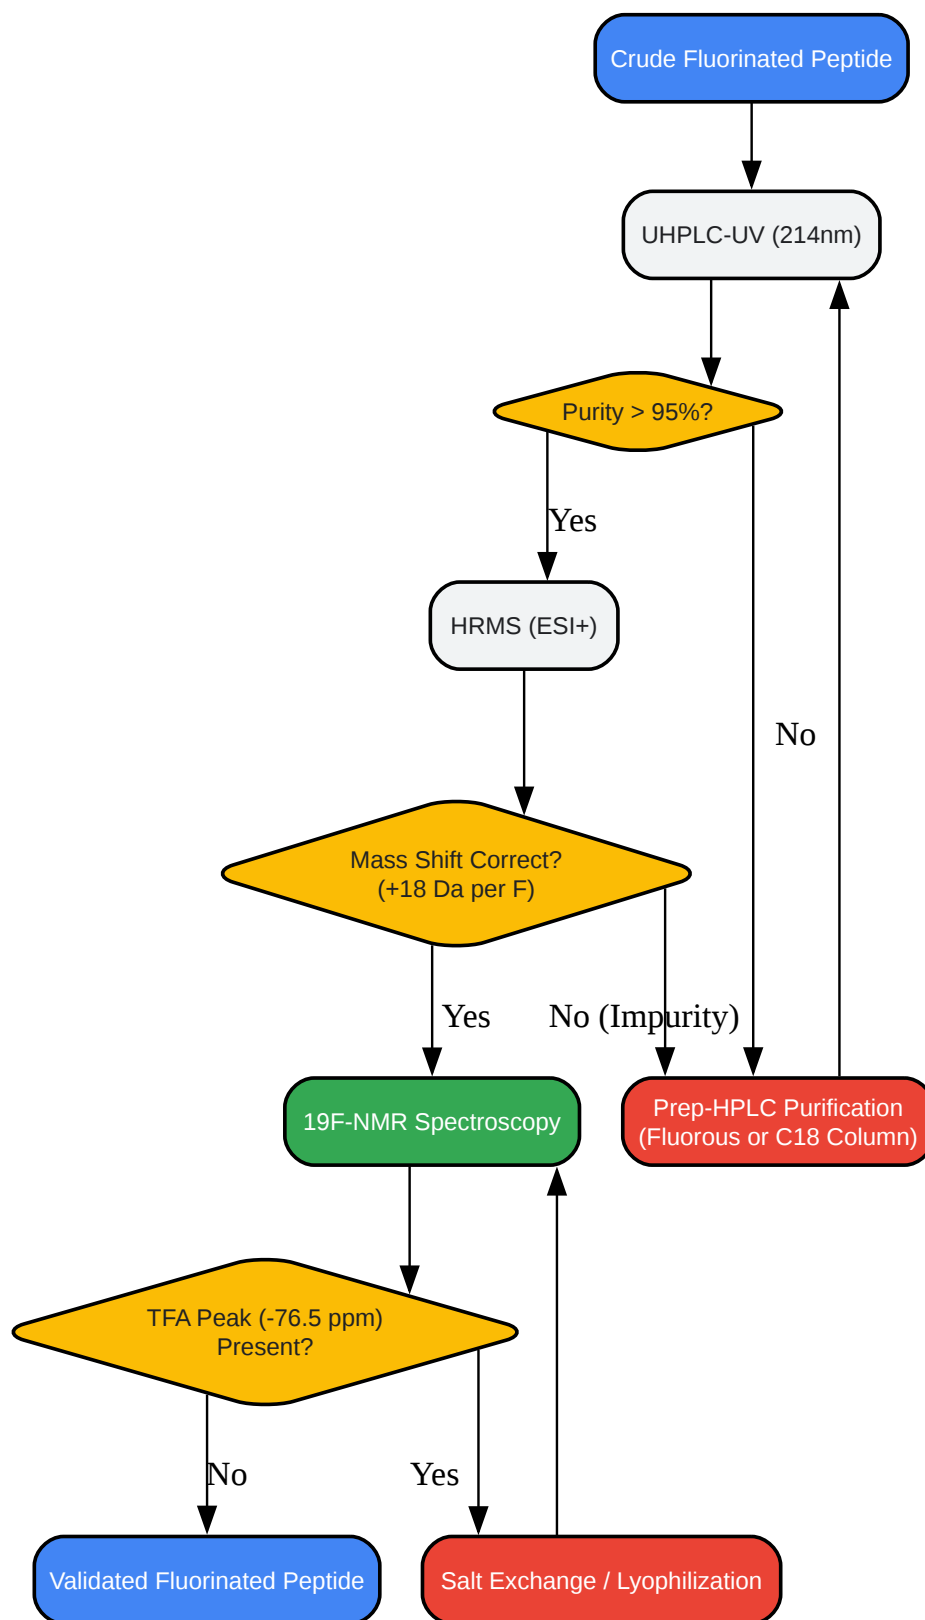 Crude Fluorinated Peptide
UHPLC-UV (214nm)
Purity > 95%?
Yes
HRMS (ESI+)
No
Mass Shift Correct?
(+18 Da per F)
Yes
No (Impurity)
19F-NMR Spectroscopy
Prep-HPLC Purification
(Fluorous or C18 Column)
TFA Peak (-76.5 ppm)
Present?
No
Yes
Validated Fluorinated Peptide
Salt Exchange / Lyophilization